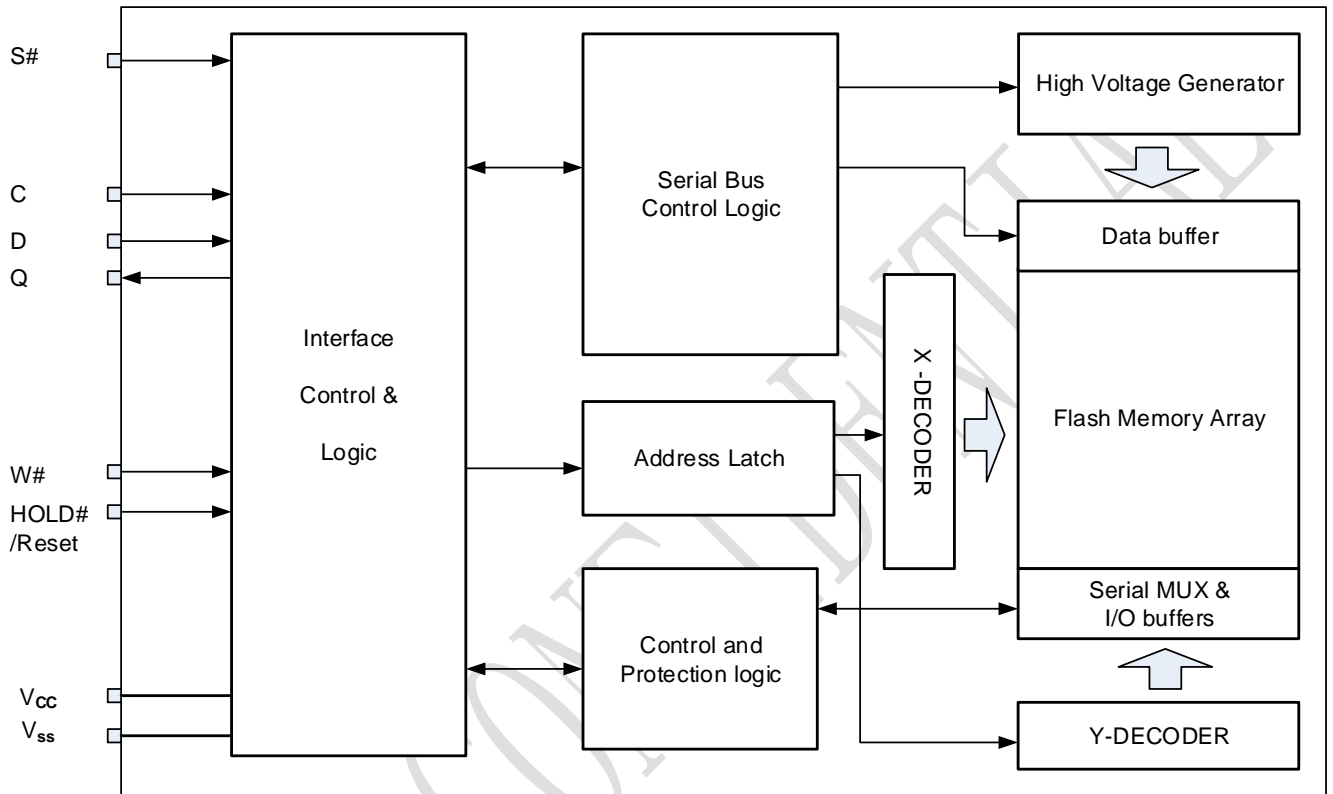 S#
C
D
Q
W#
HOLD#
/Reset
Vcc
Vss
Interface
Control &
Logic
Serial Bus
Control Logic
Address Latch
Control and
Protection logic
X -DECODER
High Voltage Generator
Data buffer
Flash Memory Array
Serial MUX &
I/O buffers
Y-DECODER
CONFIDENTIAL